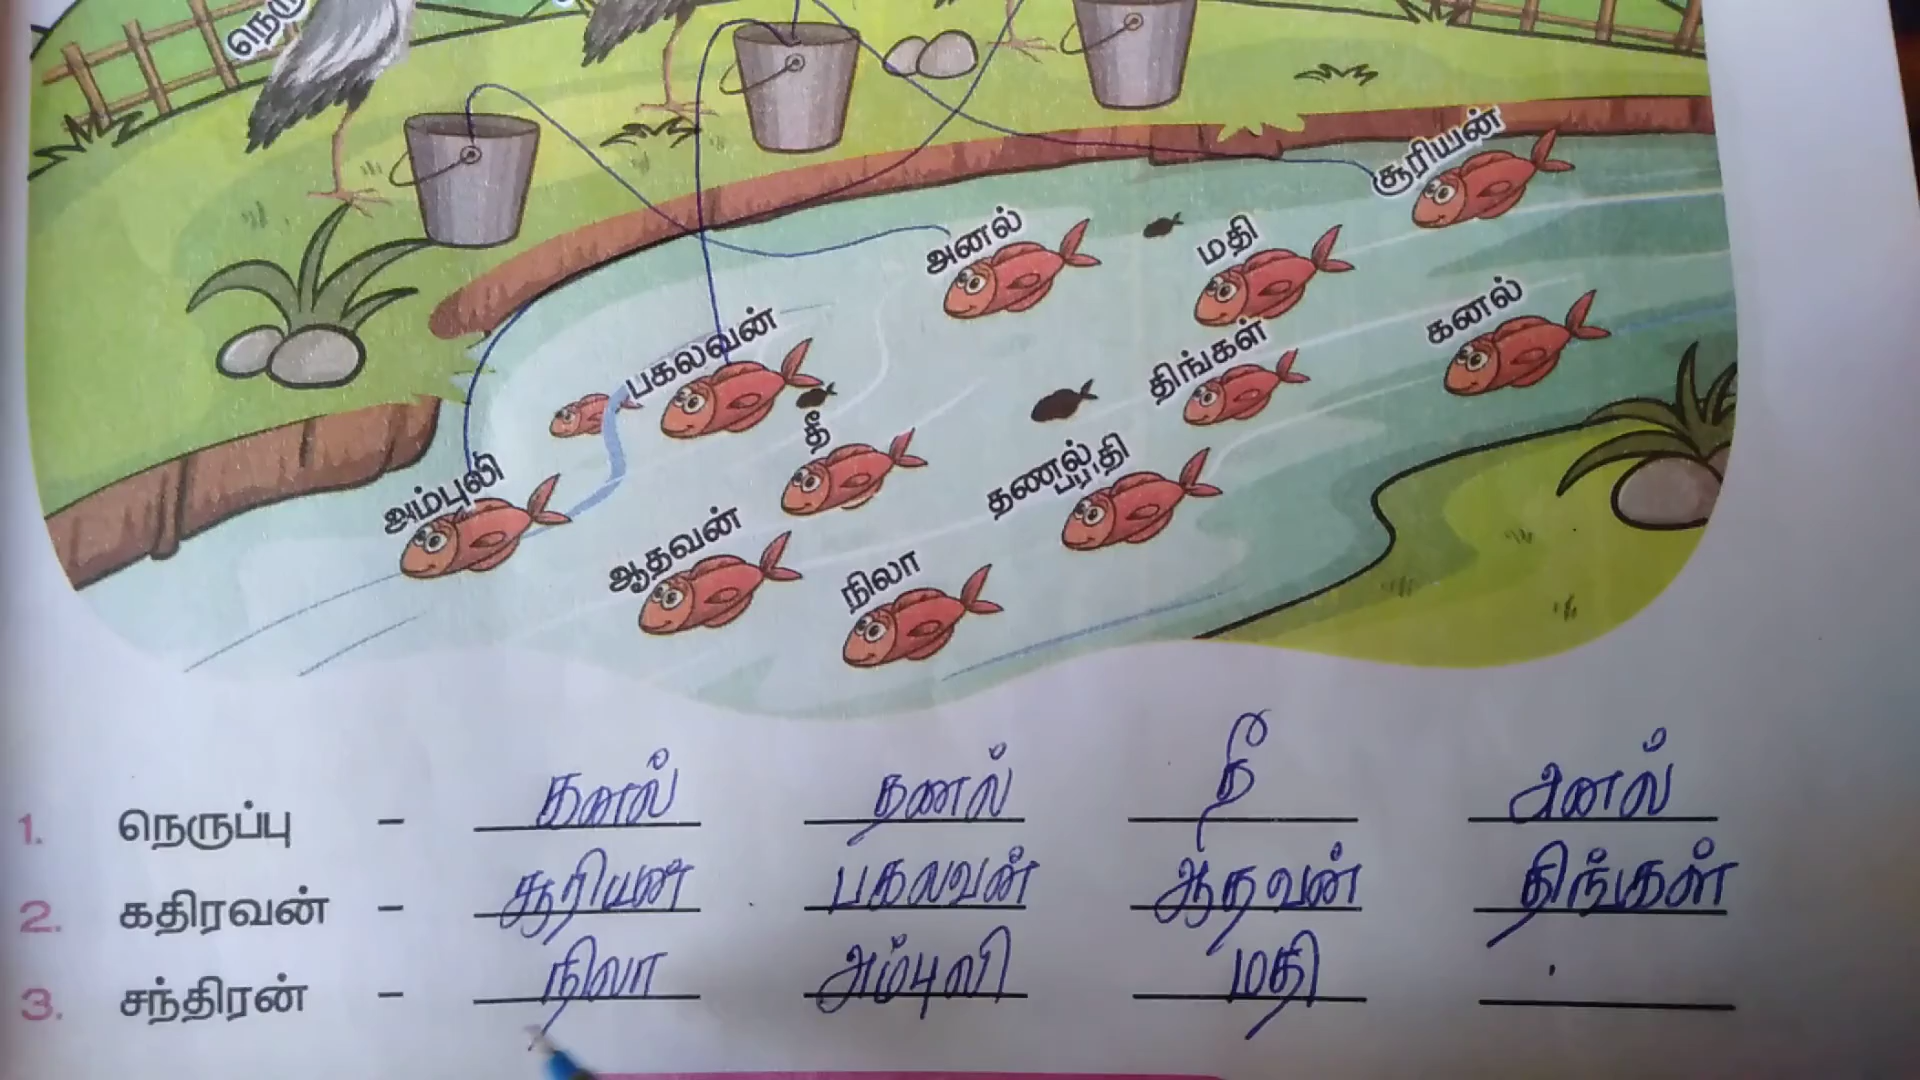 சூரியன்
அனல்
மதி
கனல்
பகலவன்
திங்கள்
தீ
தணல்
அம்புலி
ஆதவன்
நிலா
1. நெருப்பு - கனல் தணல் தீ அனல்
2. கதிரவன் - சூரியன் பகலவன் ஆதவன் திங்கள்
3. சந்திரன் - நிலா அம்புலி மதி